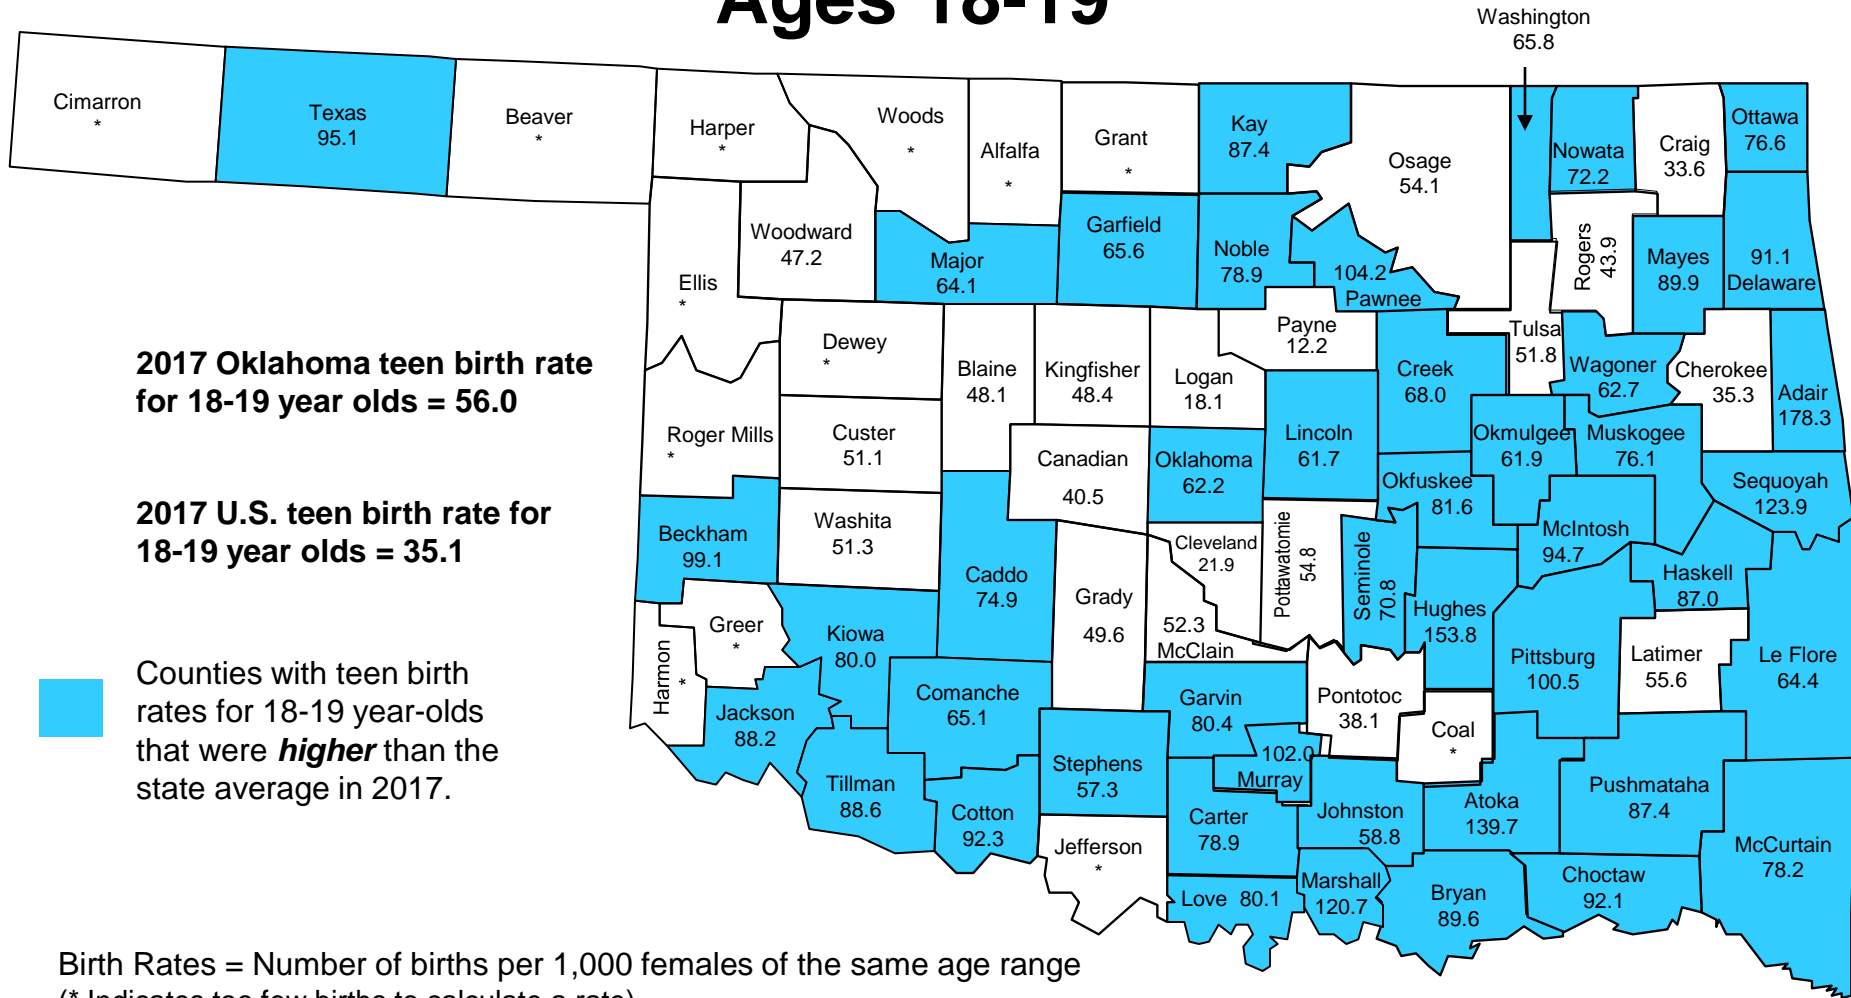 Ages 18-19
Washington
65.8
Cimarron
*
Texas
95.1
Beaver
*
Harper
*
Woods
*
Alfalfa
*
Grant
*
Kay
87.4
Osage
54.1
Nowata
72.2
Craig
33.6
Ottawa
76.6
Woodward
47.2
Major
64.1
Garfield
65.6
Noble
78.9
104.2
Pawnee
Rogers
43.9
Mayes
89.9
91.1
Delaware
Ellis
*
Dewey
*
Blaine
48.1
Kingfisher
48.4
Logan
18.1
Payne
12.2
Creek
68.0
Tulsa
51.8
Wagoner
62.7
Cherokee
35.3
Adair
178.3
2017 Oklahoma teen birth rate
for 18-19 year olds = 56.0
Roger Mills
*
Custer
51.1
Canadian
40.5
Oklahoma
62.2
Lincoln
61.7
Okmulgee
61.9
Muskogee
76.1
Okfuskee
81.6
Sequoyah
123.9
2017 U.S. teen birth rate for
18-19 year olds = 35.1
Beckham
99.1
Washita
51.3
Caddo
74.9
Grady
49.6
Cleveland
21.9
52.3
McClain
Pottawatomie
54.8
Seminole
70.8
Hughes
153.8
McIntosh
94.7
Haskell
87.0
Harmon
*
Greer
*
Kiowa
80.0
Comanche
65.1
Garvin
80.4
Pontotoc
38.1
Coal
*
Pittsburg
100.5
Latimer
55.6
Le Flore
64.4
Counties with teen birth
rates for 18-19 year-olds
that were higher than the
state average in 2017.
Jackson
88.2
Tillman
88.6
Cotton
92.3
Stephens
57.3
102.0
Murray
Carter
78.9
Johnston
58.8
Atoka
139.7
Pushmataha
87.4
McCurtain
78.2
Jefferson
*
Love 80.1
Marshall
120.7
Bryan
89.6
Choctaw
92.1
Birth Rates = Number of births per 1,000 females of the same age range
(* Indicates too few births to calculate a rate)